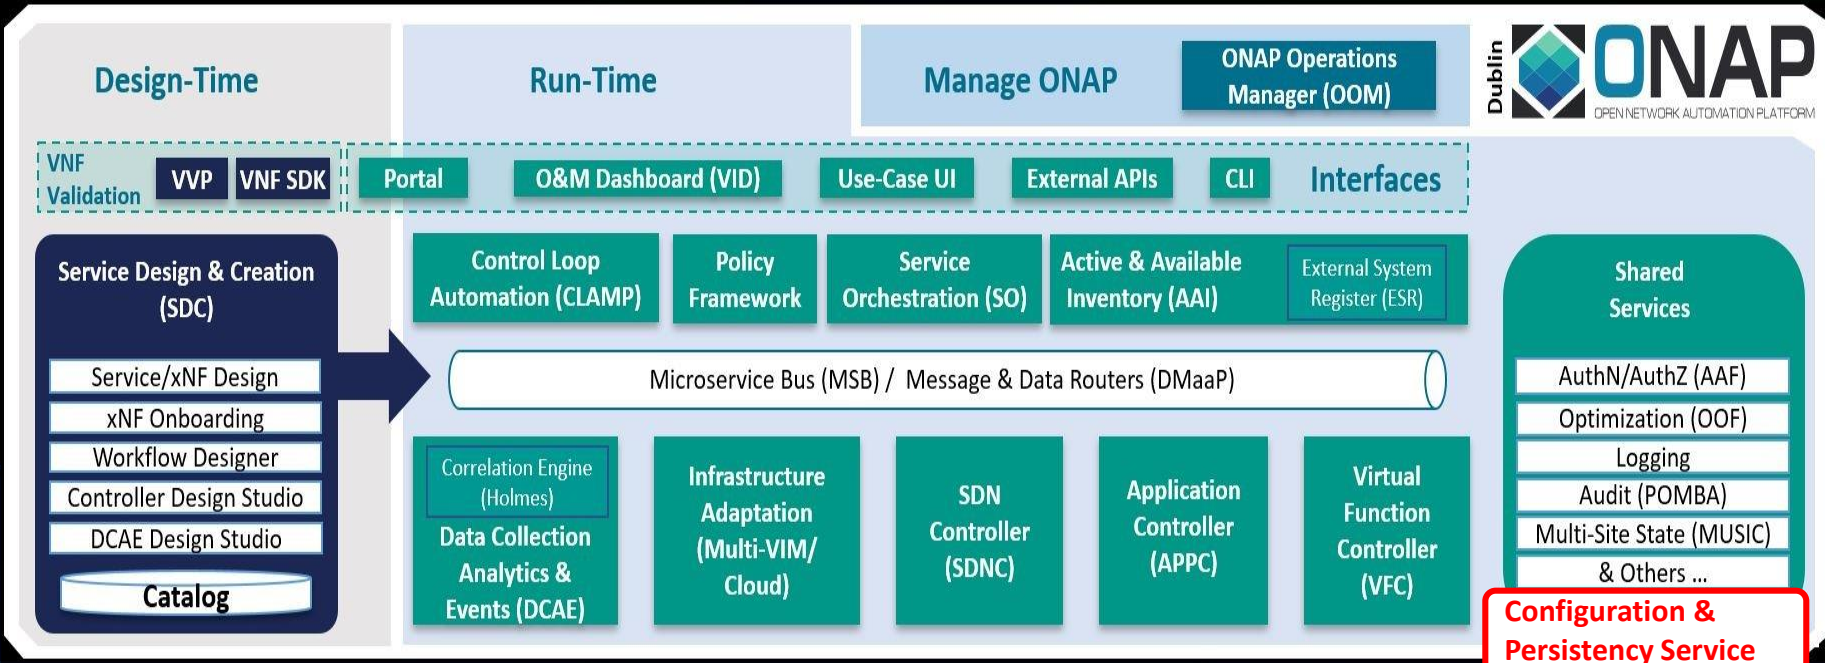 Design-Time
Run-Time
Manage ONAP
ONAP Operations
Manager (OOM)
Dublin
ONAP
OPEN NETWORK AUTOMATION PLATFORM
VNF
Validation
VVP
VNF SDK
Portal
O&M Dashboard (VID)
Use-Case UI
External APIs
CLI
Interfaces
Service Design & Creation
(SDC)
Service/xNF Design
xNF Onboarding
Workflow Designer
Controller Design Studio
DCAE Design Studio
Catalog
Control Loop
Automation (CLAMP)
Policy
Framework
Service
Orchestration (SO)
Active & Available
Inventory (AAI)
External System
Register (ESR)
Microservice Bus (MSB) / Message & Data Routers (DMaaP)
Correlation Engine
(Holmes)
Data Collection
Analytics &
Events (DCAE)
Infrastructure
Adaptation
(Multi-VIM/
Cloud)
SDN
Controller
(SDNC)
Application
Controller
(APPC)
Virtual
Function
Controller
(VFC)
Shared
Services
AuthN/AuthZ (AAF)
Optimization (OOF)
Logging
Audit (POMBA)
Multi-Site State (MUSIC)
& Others ...
Configuration &
Persistency Service